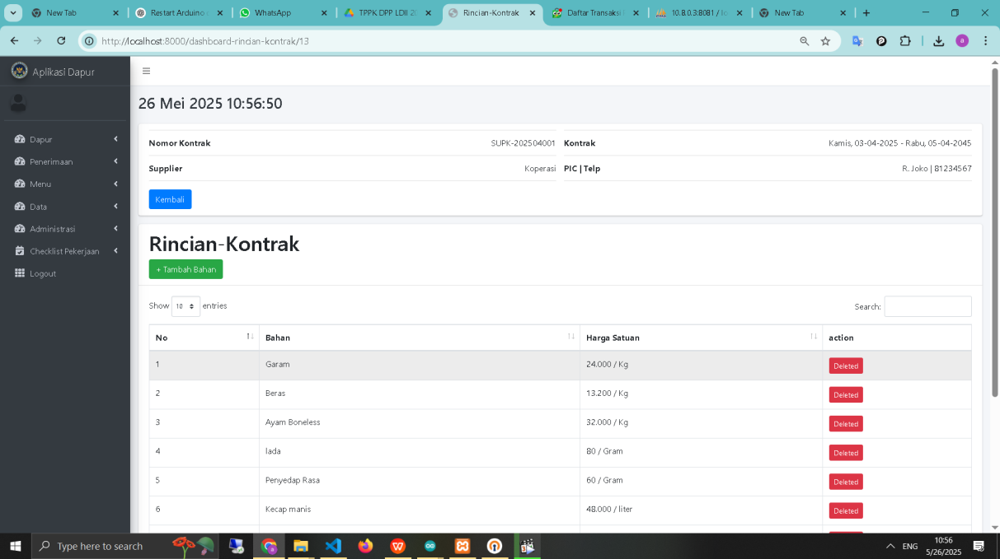 New Tab
Restart Arduino
WhatsApp
TPPK DPP LDII 20
Rincian-Kontrak
Daftar Transaksi
10.8.0.3:8081 / lo
New Tab
http://localhost:8000/dashboard-rincian-kontrak/13
a
Aplikasi Dapur
Dapur
Penerimaan
Menu
Data
Administrasi
Checklist Pekerjaan
Logout
26 Mei 2025 10:56:50
Nomor Kontrak SUPK-202504001 Kontrak Kamis, 03-04-2025 - Rabu, 05-04-2045
Supplier Koperasi PIC | Telp R. Joko | 81234567
Kembali
Rincian-Kontrak
+ Tambah Bahan
Show 10 entries Search:
No Bahan Harga Satuan action
1 Garam 24.000 / Kg Deleted
2 Beras 13.200 / Kg Deleted
3 Ayam Boneless 32.000 / Kg Deleted
4 lada 80 / Gram Deleted
5 Penyedap Rasa 60 / Gram Deleted
6 Kecap manis 48.000 / liter Deleted
Type here to search
ENG
10:56
5/26/2025